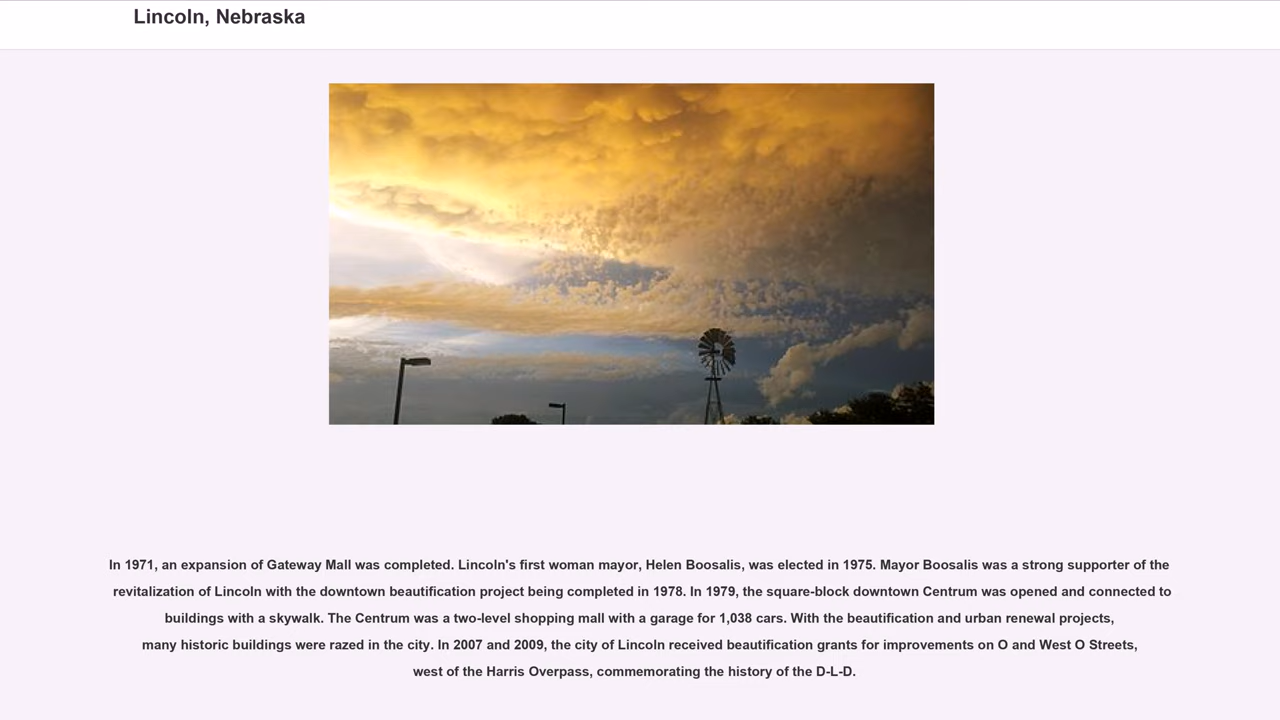 Lincoln, Nebraska
In 1971, an expansion of Gateway Mall was completed. Lincoln's first woman mayor, Helen Boosalis, was elected in 1975. Mayor Boosalis was a strong supporter of the
revitalization of Lincoln with the downtown beautification project being completed in 1978. In 1979, the square-block downtown Centrum was opened and connected to
buildings with a skywalk. The Centrum was a two-level shopping mall with a garage for 1,038 cars. With the beautification and urban renewal projects,
many historic buildings were razed in the city. In 2007 and 2009, the city of Lincoln received beautification grants for improvements on O and West O Streets,
west of the Harris Overpass, commemorating the history of the D-L-D.